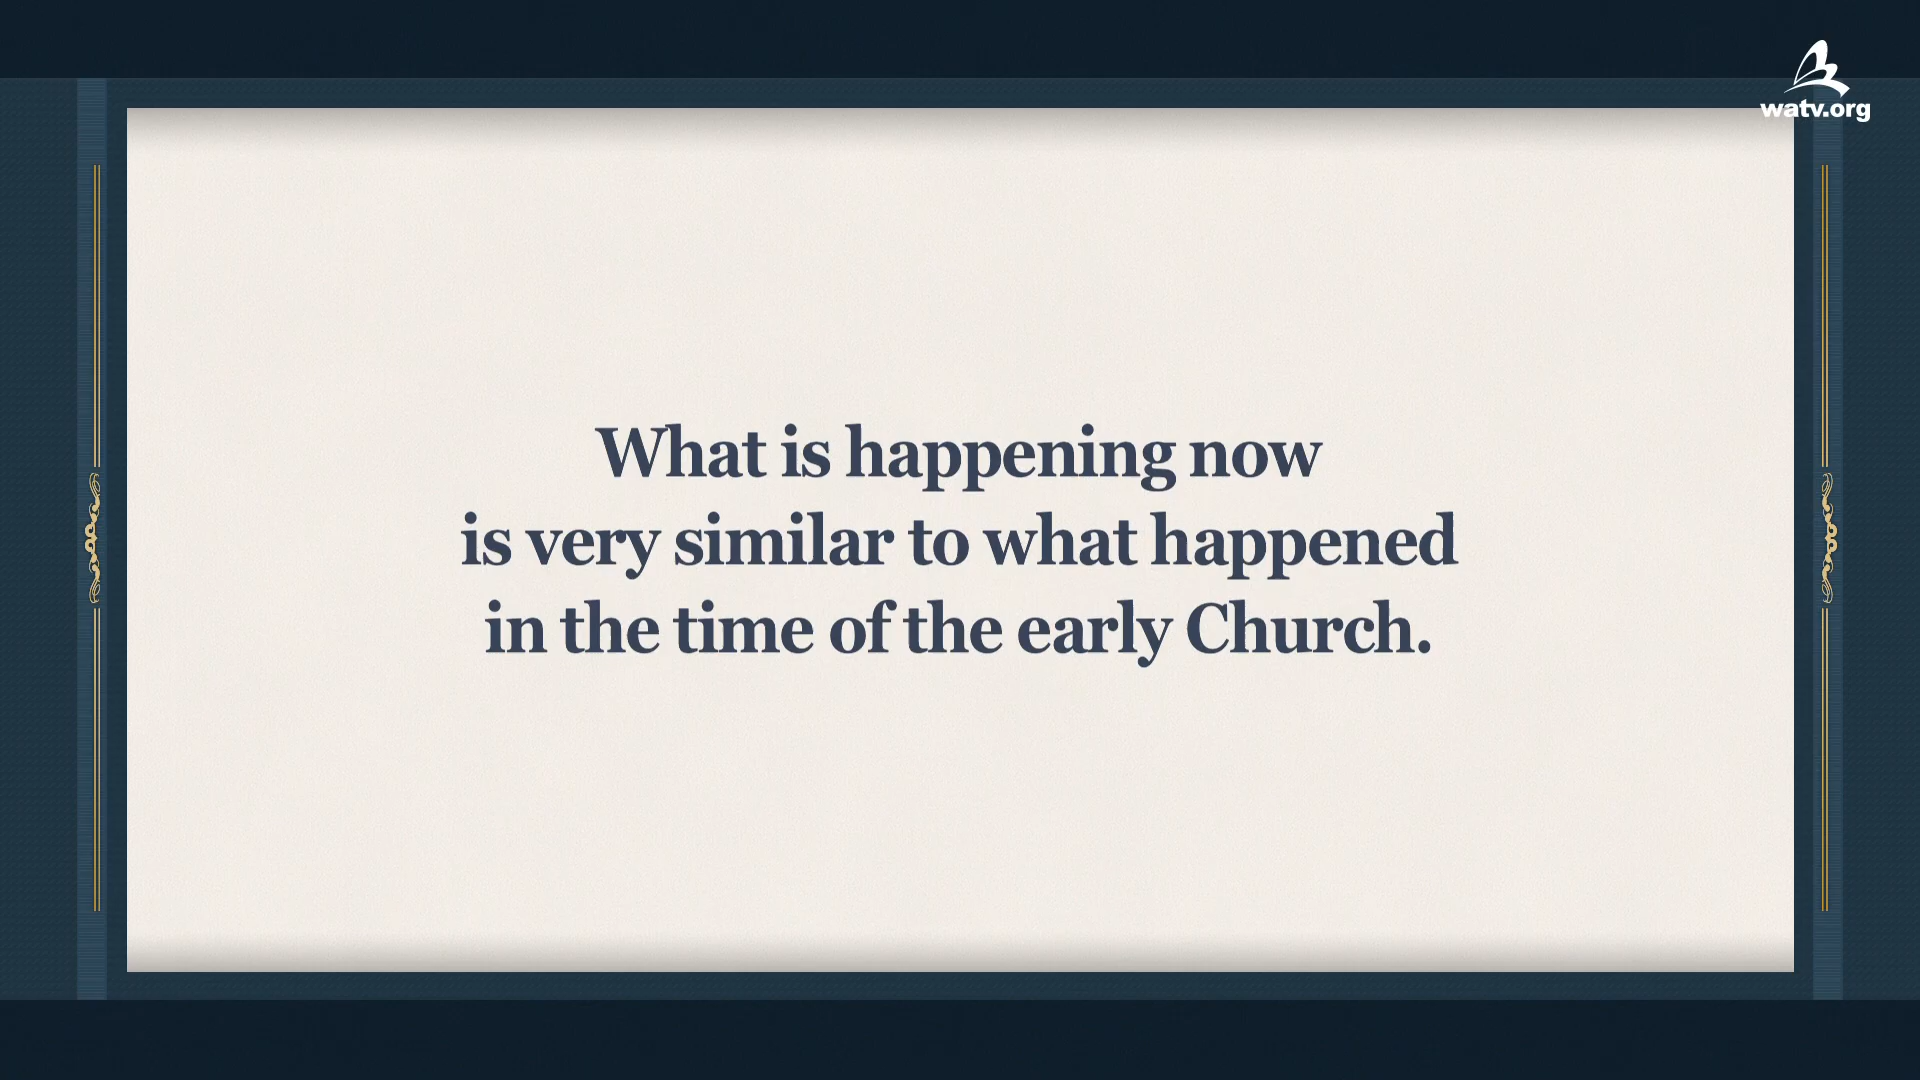 watv.org
What is happening now
is very similar to what happened
in the time of the early Church.